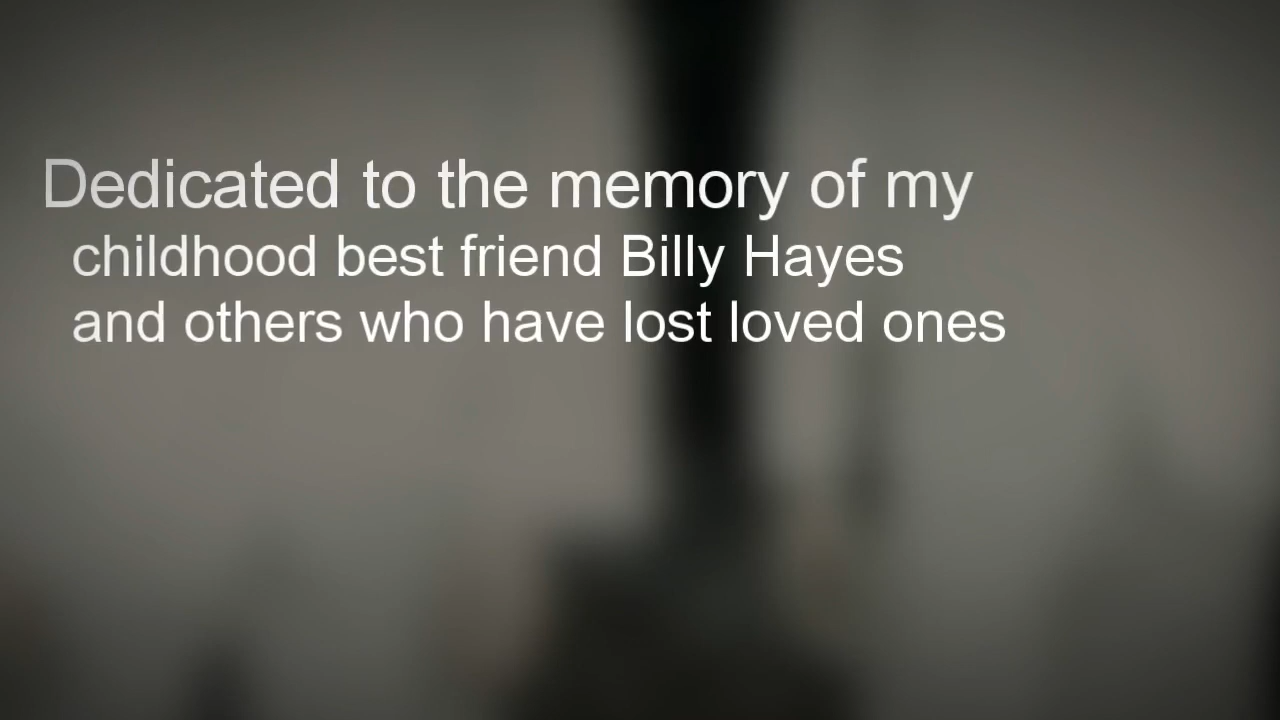 Dedicated to the memory of my
childhood best friend Billy Hayes
and others who have lost loved ones